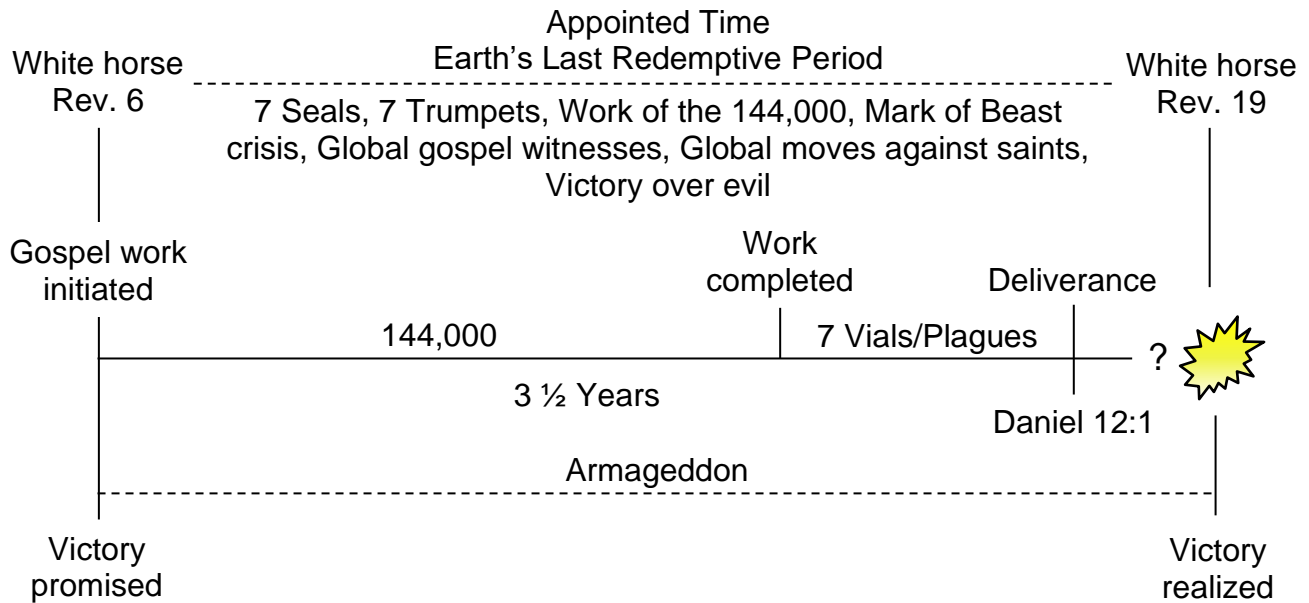 Appointed Time
Earth's Last Redemptive Period
White horse
Rev. 6
White horse
Rev. 19
7 Seals, 7 Trumpets, Work of the 144,000, Mark of Beast
crisis, Global gospel witnesses, Global moves against saints,
Victory over evil
Gospel work
initiated
Work
completed
Deliverance
144,000
7 Vials/Plagues
?
3 ½ Years
Daniel 12:1
Armageddon
Victory
promised
Victory
realized